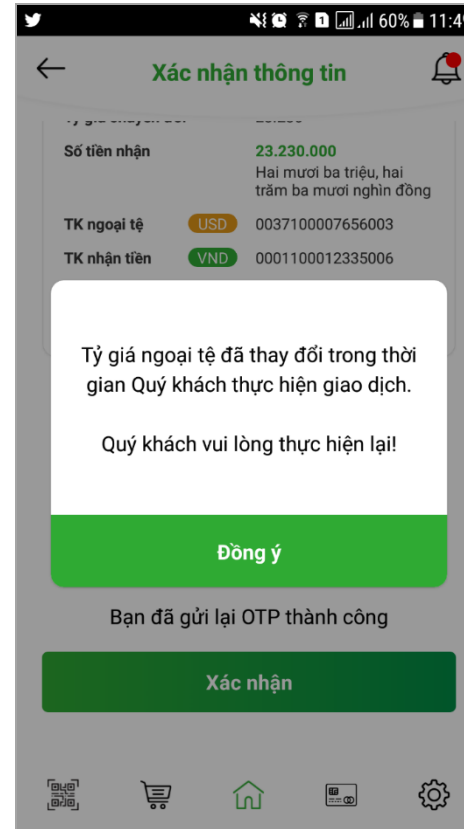 60% 11:49
Xác nhận thông tin
Số tiền nhận 23.230.000
Hai mươi ba triệu, hai
trăm ba mươi nghìn đồng
TK ngoại tệ USD 0037100007656003
TK nhận tiền VND 0001100012335006
Tỷ giá ngoại tệ đã thay đổi trong thời
gian Quý khách thực hiện giao dịch.
Quý khách vui lòng thực hiện lại!
Đồng ý
Bạn đã gửi lại OTP thành công
Xác nhận